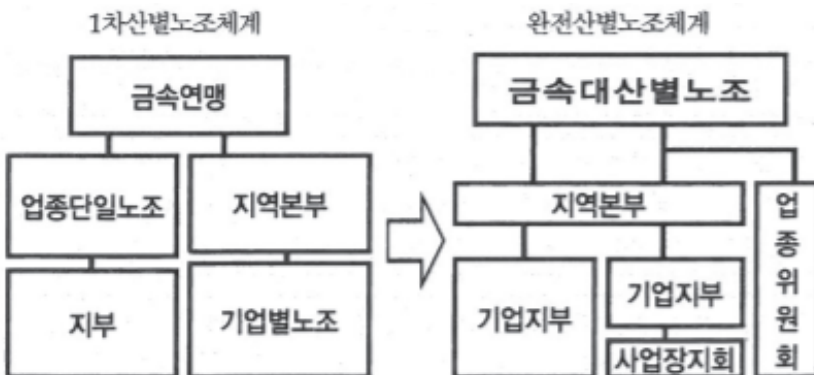 1차산별노조체계
금속연맹
업종단일노조
지역본부
지부
기업별노조
완전산별노조체계
금속대산별노조
지역본부
업종위원회
기업지부
기업지부
사업장지회